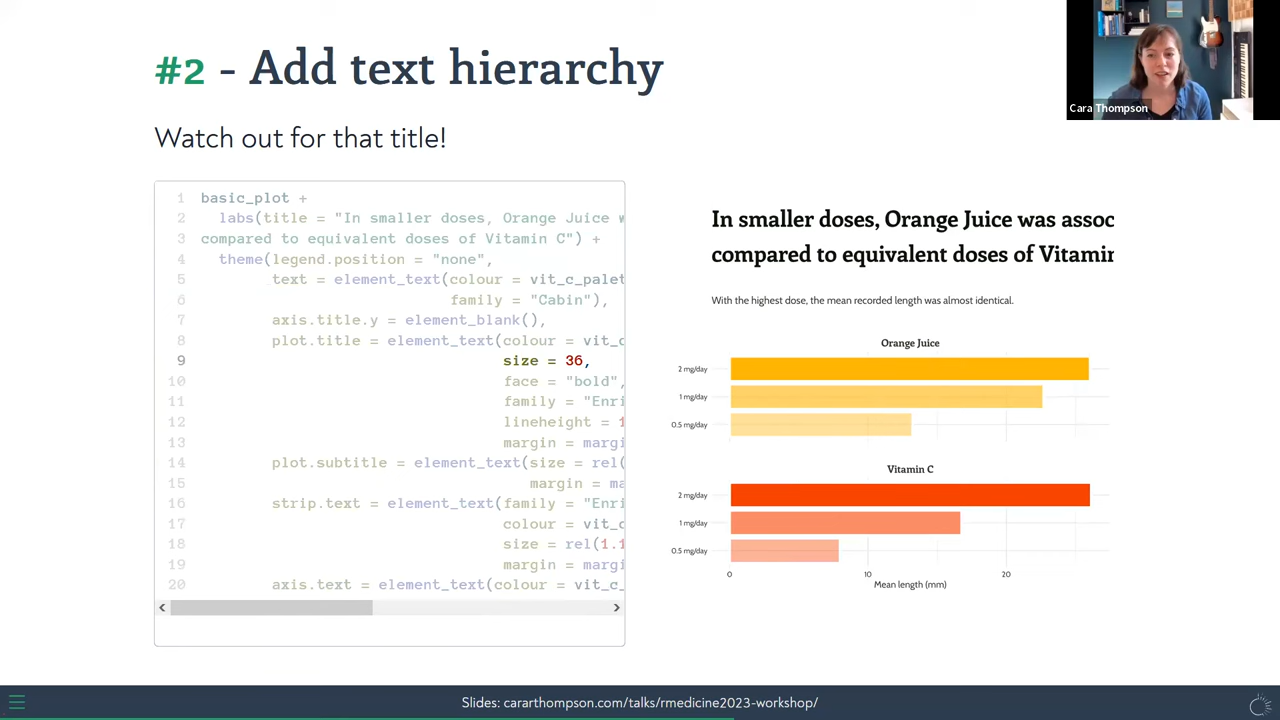 #2 - Add text hierarchy
Cara Thompson
Watch out for that title!
1 basic_plot +
2 labs(title = "In smaller doses, Orange Juice w
3 compared to equivalent doses of Vitamin C") +
4 theme(legend.position = "none",
5 text = element_text(colour = vit_c_palet
6 family = "Cabin"),
7 axis.title.y = element_blank(),
8 plot.title = element_text(colour = vit_c
9 size = 36,
10 face = "bold",
11 family = "Enri
12 lineheight = 1
13 margin = marg
14 plot.subtitle = element_text(size = rel(
15 margin = ma
16 strip.text = element_text(family = "Enri
17 colour = vit_c
18 size = rel(1.1
19 margin = marg
20 axis.text = element_text(colour = vit_c_
In smaller doses, Orange Juice was assoc
compared to equivalent doses of Vitamin
With the highest dose, the mean recorded length was almost identical.
Orange Juice
2 mg/day
1 mg/day
0.5 mg/day
Vitamin C
2 mg/day
1 mg/day
0.5 mg/day
0 10 20
Mean length (mm)
Slides: cararthompson.com/talks/rmedicine2023-workshop/